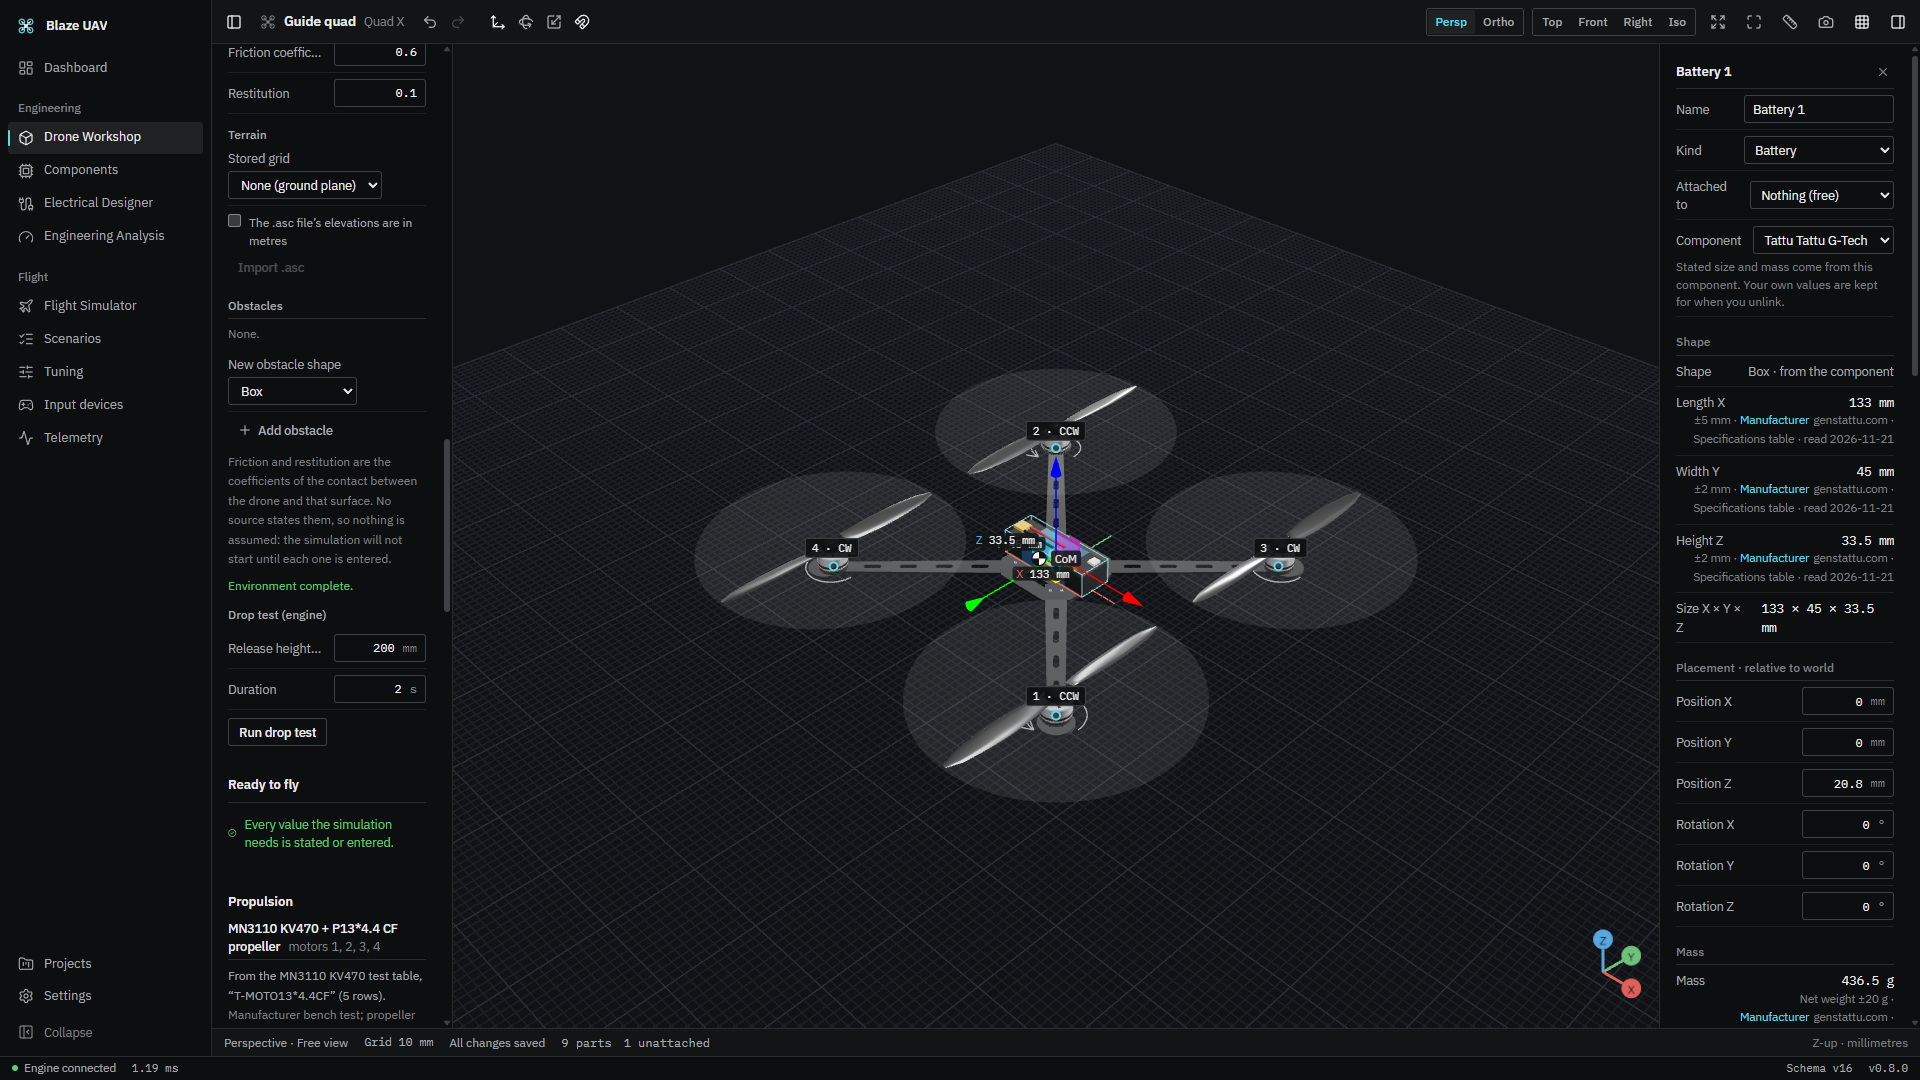 Blaze UAV
Dashboard
Engineering
Drone Workshop
Components
Electrical Designer
Engineering Analysis
Flight
Flight Simulator
Scenarios
Tuning
Input devices
Telemetry
Projects
Settings
Collapse
Guide quad Quad X
Persp Ortho
Top Front Right Iso
Friction coeffic... 0.6
Restitution 0.1
Terrain
Stored grid
None (ground plane)
The .asc file's elevations are in
metres
Import .asc
Obstacles
None.
New obstacle shape
Box
Add obstacle
Friction and restitution are the
coefficients of the contact between
the drone and that surface. No
source states them, so nothing is
assumed: the simulation will not
start until each one is entered.
Environment complete.
Drop test (engine)
Release height... 200 mm
Duration 2 s
Run drop test
Ready to fly
Every value the simulation
needs is stated or entered.
Propulsion
MN3110 KV470 + P13*4.4 CF
propeller motors 1, 2, 3, 4
From the MN3110 KV470 test table,
“T-MOTO13*4.4CF” (5 rows).
Manufacturer bench test; propeller
2 · CCW
4 · CW
3 · CW
Z 33.5 mm
CoM
X 133 mm
1 · CCW
Z
Y
X
Battery 1
Name Battery 1
Kind Battery
Attached
to
Nothing (free)
Component Tattu Tattu G-Tech
Stated size and mass come from this
component. Your own values are kept
for when you unlink.
Shape
Shape Box · from the component
Length X 133 mm
±5 mm · Manufacturer genstattu.com ·
Specifications table · read 2026-11-21
Width Y 45 mm
±2 mm · Manufacturer genstattu.com ·
Specifications table · read 2026-11-21
Height Z 33.5 mm
±2 mm · Manufacturer genstattu.com ·
Specifications table · read 2026-11-21
Size X × Y × 133 × 45 × 33.5
Z mm
Placement · relative to world
Position X 0 mm
Position Y 0 mm
Position Z 20.8 mm
Rotation X 0 °
Rotation Y 0 °
Rotation Z 0 °
Mass
Mass 436.5 g
Net weight ±20 g ·
Manufacturer genstattu.com ·
Perspective · Free view Grid 10 mm All changes saved 9 parts 1 unattached
Z-up · millimetres
Engine connected 1.19 ms
Schema v16 v0.8.0